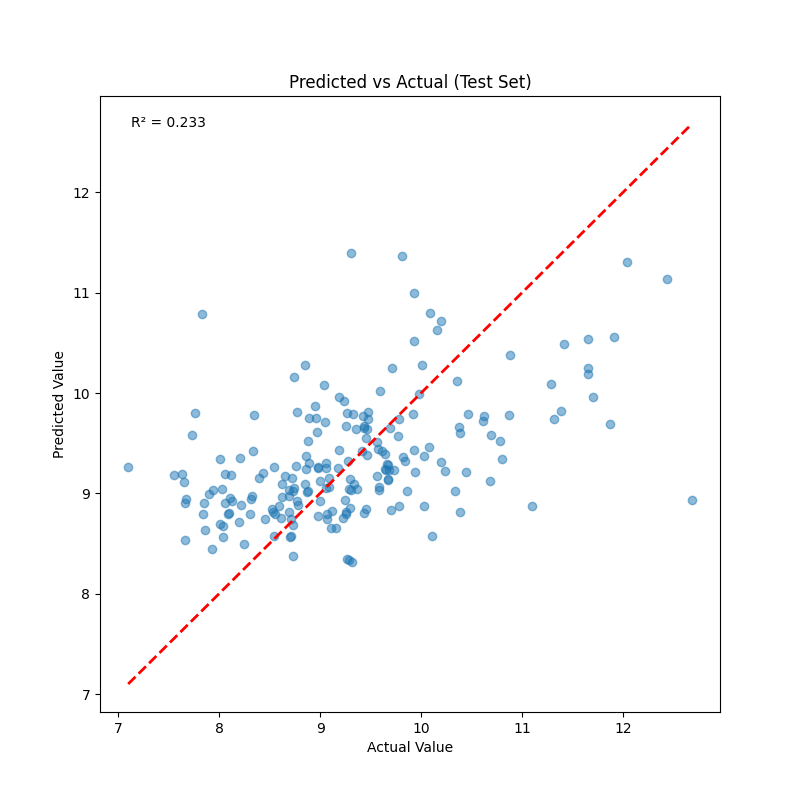 Predicted vs Actual (Test Set)
R² = 0.233
Predicted Value
12
11
10
9
8
7
7 8 9 10 11 12
Actual Value